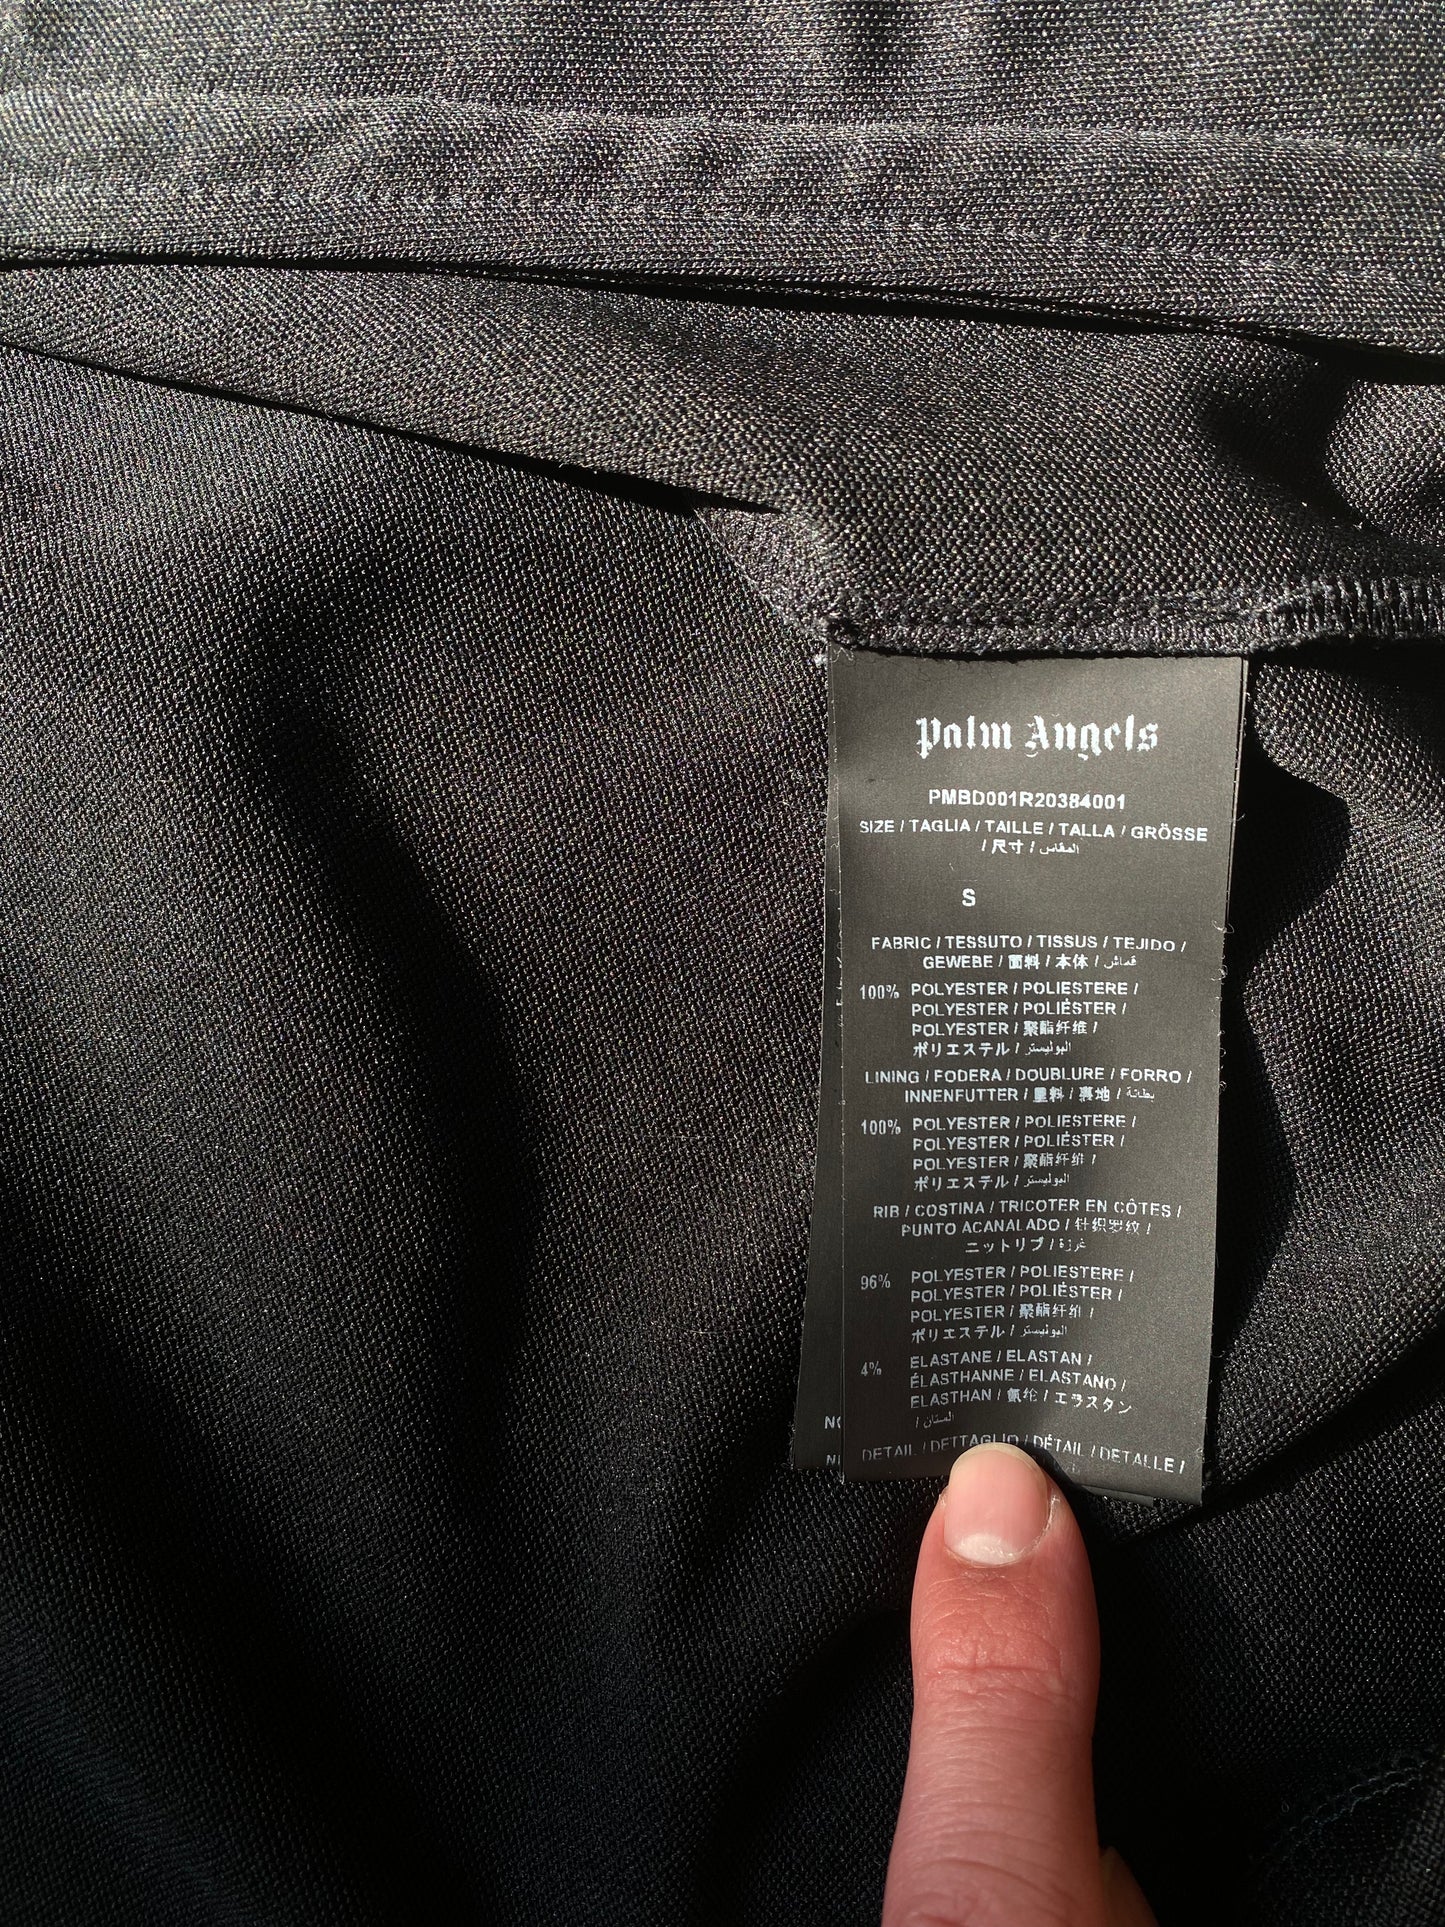 Palm Angels
PMBD001R20384001
SIZE / TAGLIA / TAILLE / TALLA / GRÖSSE
/ 尺寸 / المقاس
S
FABRIC / TESSUTO / TISSUS / TEJIDO /
GEWEBE / 面料 / 本体 / قماش
100% POLYESTER / POLIESTERE /
POLYESTER / POLIÉSTER /
POLYESTER / 聚酯纤维 /
ポリエステル / البوليستر
LINING / FODERA / DOUBLURE / FORRO /
INNENFUTTER / 里料 / 裏地 / بطانة
100% POLYESTER / POLIESTERE /
POLYESTER / POLIÉSTER /
POLYESTER / 聚酯纤维 /
ポリエステル / البوليستر
RIB / COSTINA / TRICOTER EN CÔTES /
PUNTO ACANALADO / 针织罗纹 /
ニットリブ / غرزة
96% POLYESTER / POLIESTERE /
POLYESTER / POLIÉSTER /
POLYESTER / 聚酯纤维 /
ポリエステル / البوليستر
4% ELASTANE / ELASTAN /
ÉLASTHANNE / ELASTANO /
ELASTHAN / 氨纶 / エラスタン
/ الستان
DETAIL / DETTAGLIO / DÉTAIL / DETALLE /